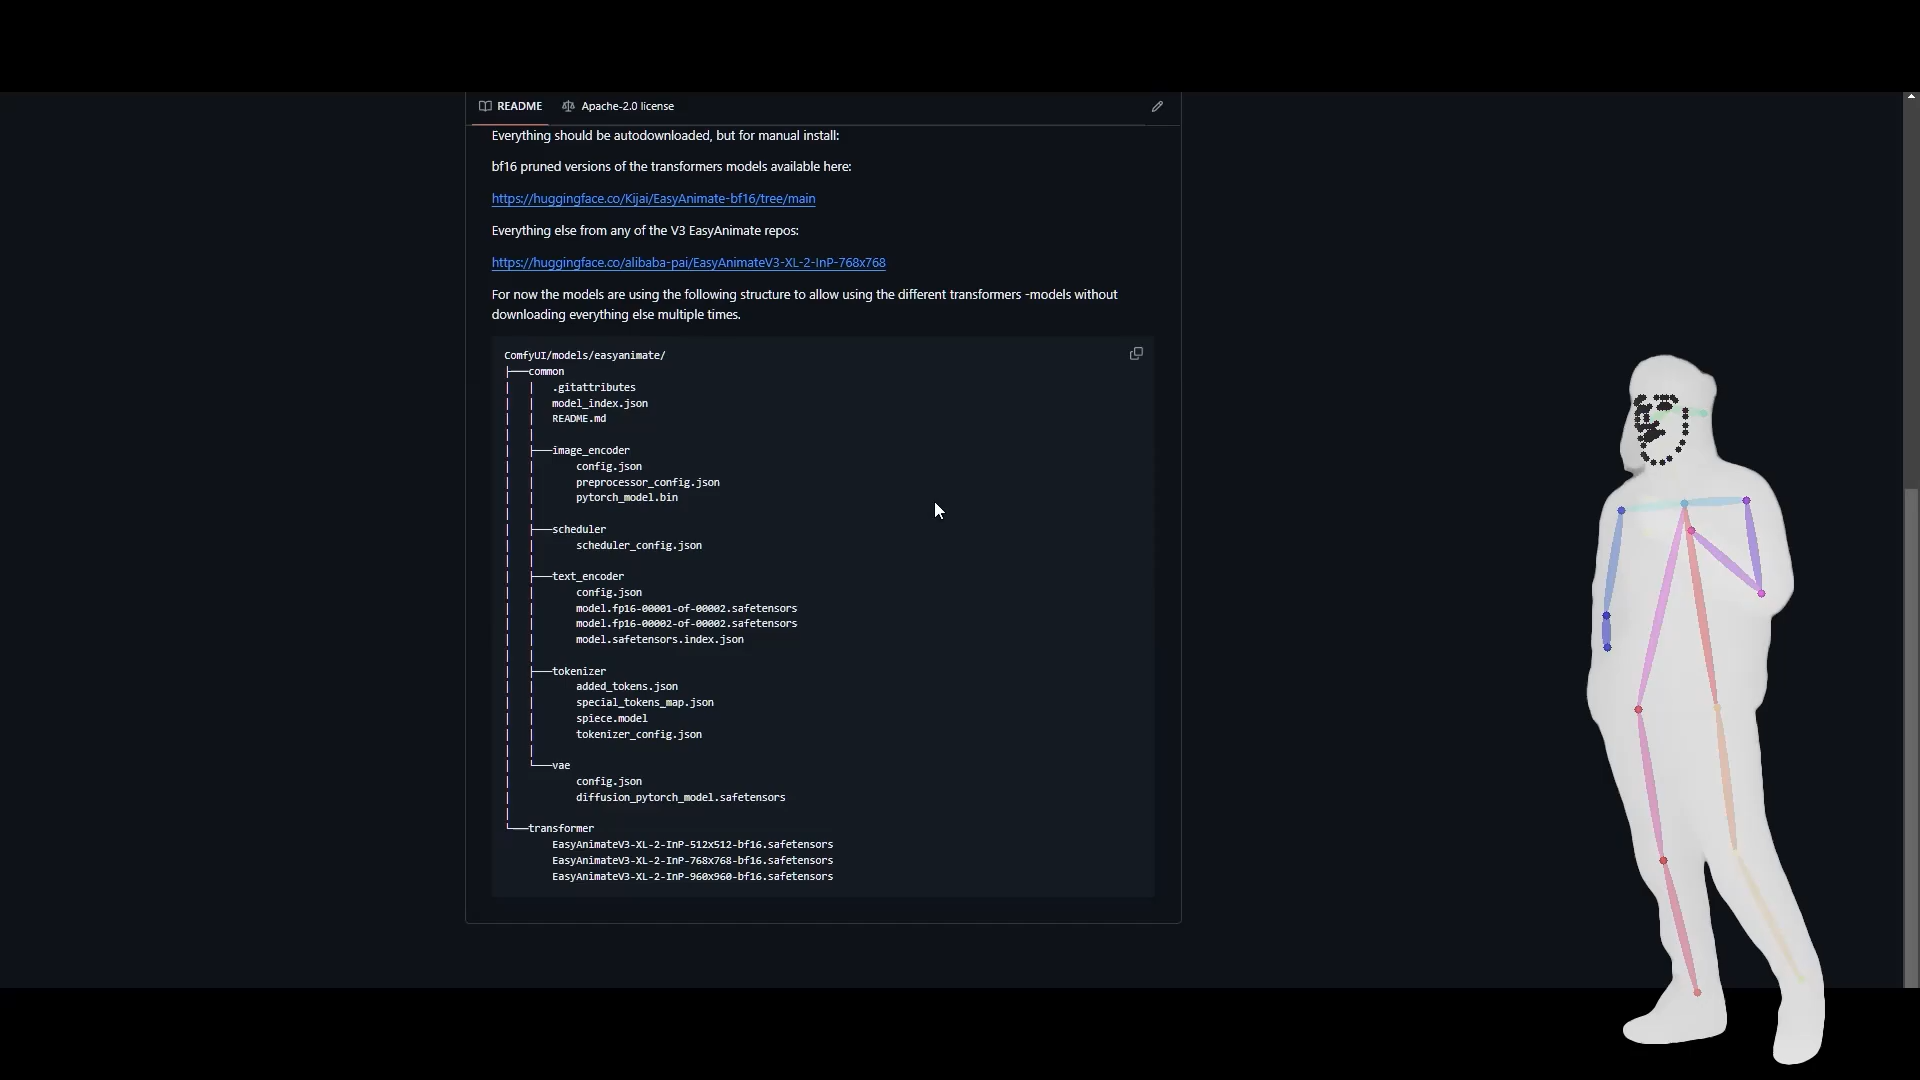 README Apache-2.0 license
Everything should be autodownloaded, but for manual install:
bf16 pruned versions of the transformers models available here:
https://huggingface.co/Kijai/EasyAnimate-bf16/tree/main
Everything else from any of the V3 EasyAnimate repos:
https://huggingface.co/alibaba-pai/EasyAnimateV3-XL-2-InP-768x768
For now the models are using the following structure to allow using the different transformers -models without
downloading everything else multiple times.
ComfyUI/models/easyanimate/
├───common
│   │   .gitattributes
│   │   model_index.json
│   │   README.md
│   │
│   ├───image_encoder
│   │       config.json
│   │       preprocessor_config.json
│   │       pytorch_model.bin
│   │
│   ├───scheduler
│   │       scheduler_config.json
│   │
│   ├───text_encoder
│   │       config.json
│   │       model.fp16-00001-of-00002.safetensors
│   │       model.fp16-00002-of-00002.safetensors
│   │       model.safetensors.index.json
│   │
│   ├───tokenizer
│   │       added_tokens.json
│   │       special_tokens_map.json
│   │       spiece.model
│   │       tokenizer_config.json
│   │
│   └───vae
│           config.json
│           diffusion_pytorch_model.safetensors
│
└───transformer
        EasyAnimateV3-XL-2-InP-512x512-bf16.safetensors
        EasyAnimateV3-XL-2-InP-768x768-bf16.safetensors
        EasyAnimateV3-XL-2-InP-960x960-bf16.safetensors